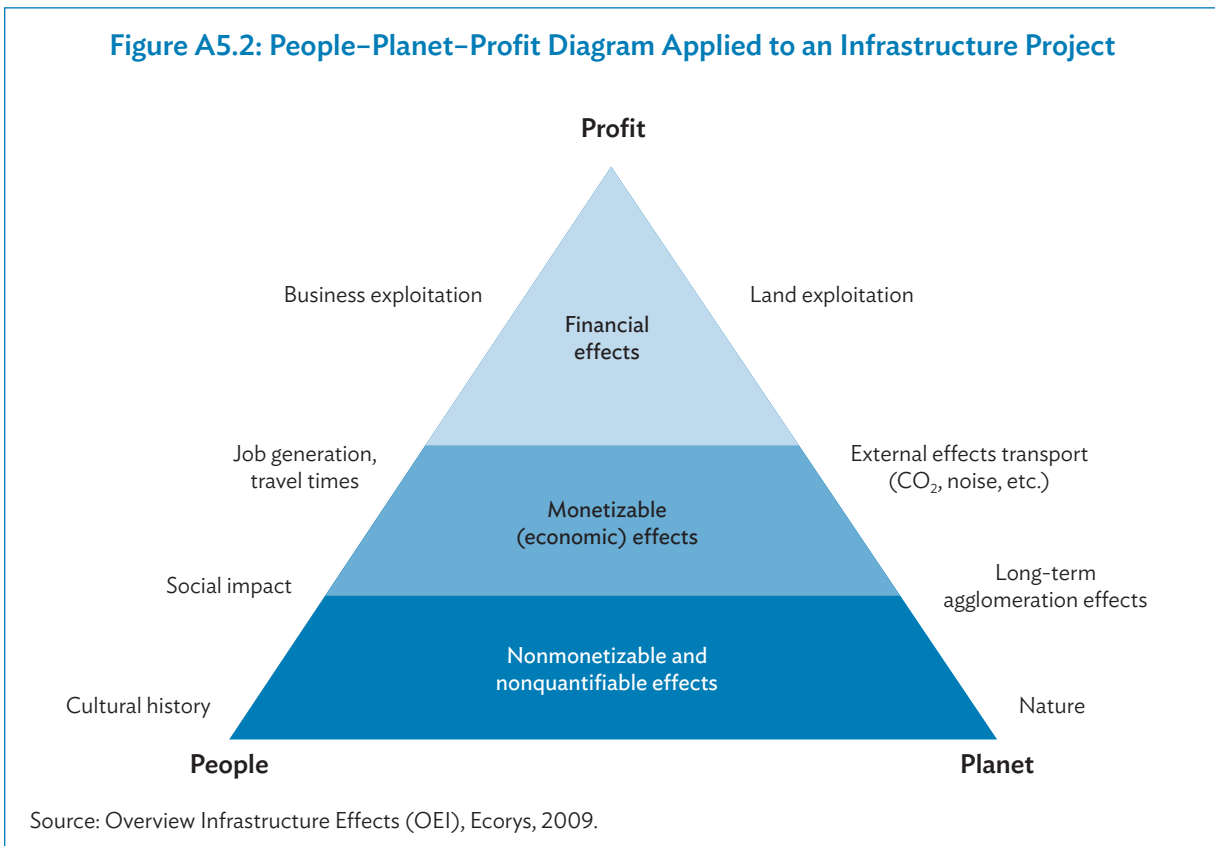 Figure A5.2: People–Planet–Profit Diagram Applied to an Infrastructure Project
Profit
Business exploitation
Land exploitation
Financial
effects
Job generation,
travel times
External effects transport
(CO₂, noise, etc.)
Monetizable
(economic) effects
Social impact
Long-term
agglomeration effects
Nonmonetizable and
nonquantifiable effects
Cultural history
Nature
People
Planet
Source: Overview Infrastructure Effects (OEI), Ecorys, 2009.